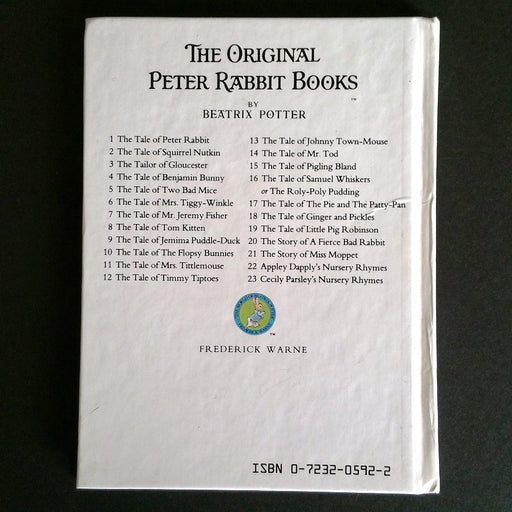 THE ORIGINAL
PETER RABBIT BOOKS
™
BY
BEATRIX POTTER
1 The Tale of Peter Rabbit
2 The Tale of Squirrel Nutkin
3 The Tailor of Gloucester
4 The Tale of Benjamin Bunny
5 The Tale of Two Bad Mice
6 The Tale of Mrs. Tiggy-Winkle
7 The Tale of Mr. Jeremy Fisher
8 The Tale of Tom Kitten
9 The Tale of Jemima Puddle-Duck
10 The Tale of The Flopsy Bunnies
11 The Tale of Mrs. Tittlemouse
12 The Tale of Timmy Tiptoes
13 The Tale of Johnny Town-Mouse
14 The Tale of Mr. Tod
15 The Tale of Pigling Bland
16 The Tale of Samuel Whiskers
or The Roly-Poly Pudding
17 The Tale of The Pie and The Patty-Pan
18 The Tale of Ginger and Pickles
19 The Tale of Little Pig Robinson
20 The Story of A Fierce Bad Rabbit
21 The Story of Miss Moppet
22 Appley Dapply's Nursery Rhymes
23 Cecily Parsley's Nursery Rhymes
™
FREDERICK WARNE
ISBN 0-7232-0592-2